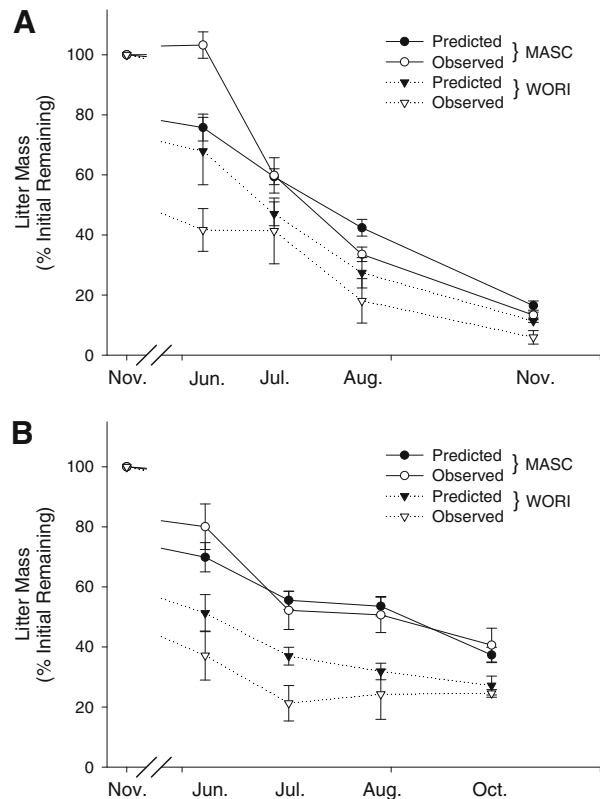 A
Litter Mass
(% Initial Remaining)
100
80
60
40
20
0
Predicted
Observed
} MASC
Predicted
Observed
} WORI
Nov. Jun. Jul. Aug. Nov.
B
Litter Mass
(% Initial Remaining)
100
80
60
40
20
0
Predicted
Observed
} MASC
Predicted
Observed
} WORI
Nov. Jun. Jul. Aug. Oct.